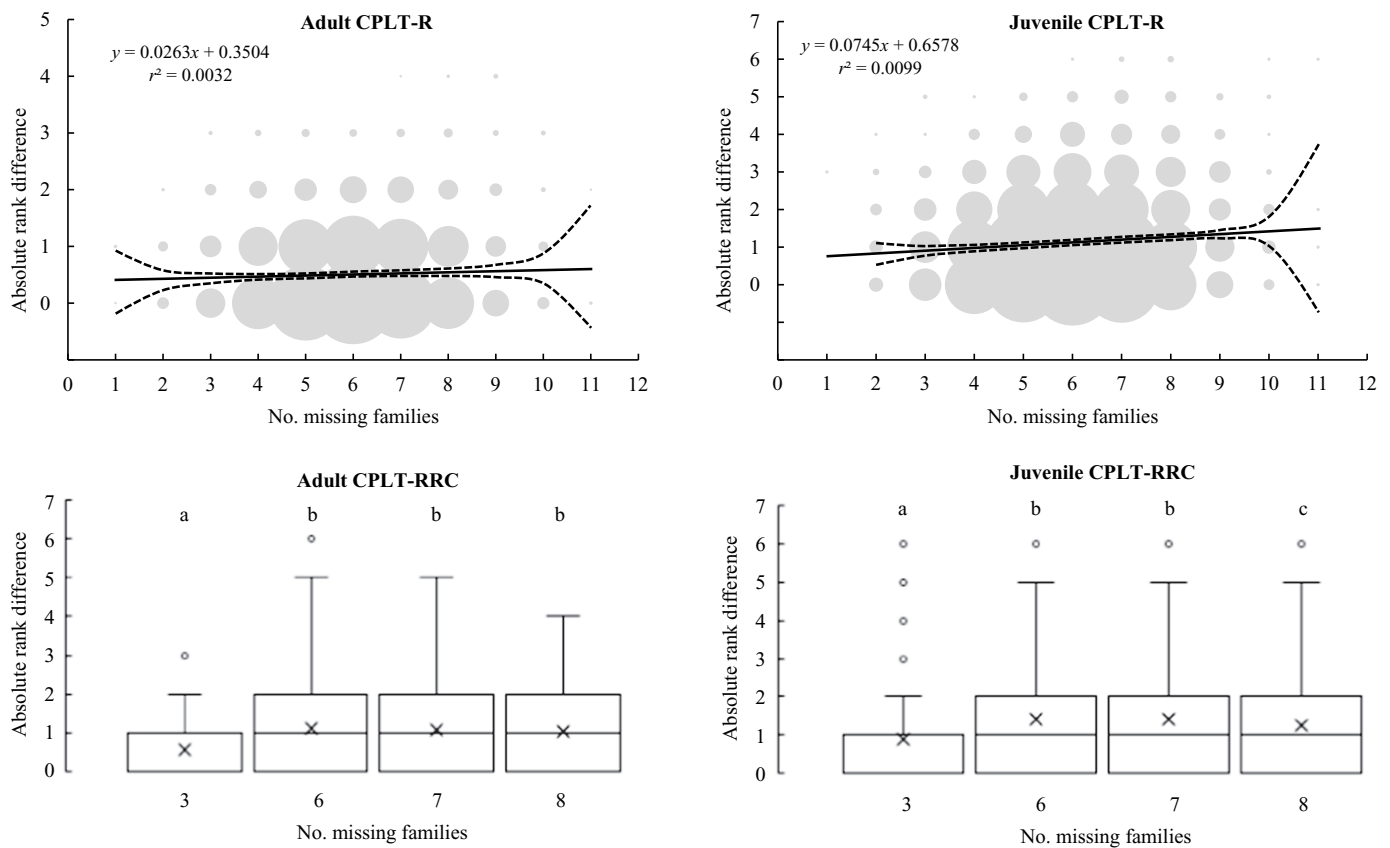 Adult CPLT-R
y = 0.0263x + 0.3504
r² = 0.0032
Absolute rank difference
5
4
3
2
1
0
0 1 2 3 4 5 6 7 8 9 10 11 12
No. missing families
Juvenile CPLT-R
y = 0.0745x + 0.6578
r² = 0.0099
Absolute rank difference
7
6
5
4
3
2
1
0
0 1 2 3 4 5 6 7 8 9 10 11 12
No. missing families
Adult CPLT-RRC
a b b b
Absolute rank difference
7
6
5
4
3
2
1
0
3 6 7 8
No. missing families
Juvenile CPLT-RRC
a b b c
Absolute rank difference
7
6
5
4
3
2
1
0
3 6 7 8
No. missing families